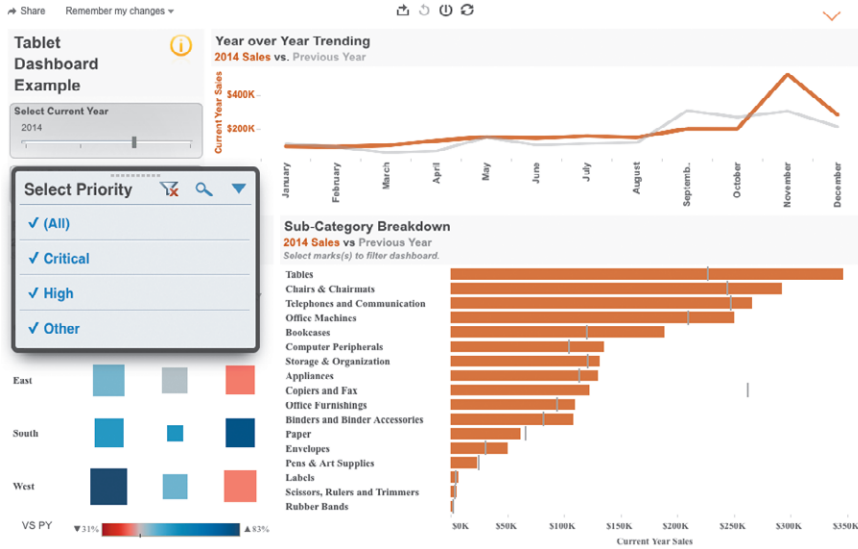 Share Remember my changes
Tablet
Dashboard
Example
Select Current Year
2014
Select Priority
✓ (All)
✓ Critical
✓ High
✓ Other
East
South
West
VS PY ▼31% ▲83%
Year over Year Trending
2014 Sales vs. Previous Year
Current Year Sales
$400K
$200K
January
February
March
April
May
June
July
August
Septemb..
October
November
December
Sub-Category Breakdown
2014 Sales vs Previous Year
Select marks(s) to filter dashboard.
Tables
Chairs & Chairmats
Telephones and Communication
Office Machines
Bookcases
Computer Peripherals
Storage & Organization
Appliances
Copiers and Fax
Office Furnishings
Binders and Binder Accessories
Paper
Envelopes
Pens & Art Supplies
Labels
Scissors, Rulers and Trimmers
Rubber Bands
$0K $50K $100K $150K $200K $250K $300K $350K
Current Year Sales